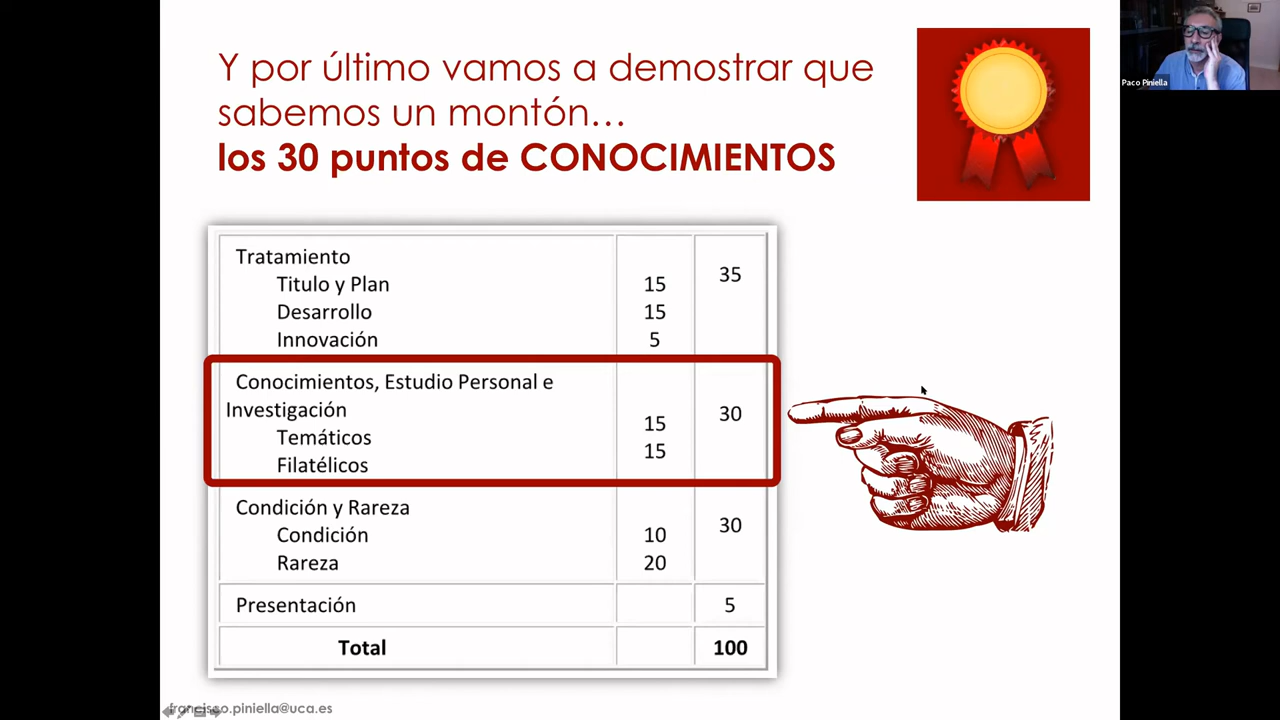 Y por último vamos a demostrar que
sabemos un montón...
los 30 puntos de CONOCIMIENTOS
Paco Piniella
Tratamiento 35
Titulo y Plan 15
Desarrollo 15
Innovación 5
Conocimientos, Estudio Personal e
Investigación 30
Temáticos 15
Filatélicos 15
Condición y Rareza 30
Condición 10
Rareza 20
Presentación 5
Total 100
francisco.piniella@uca.es